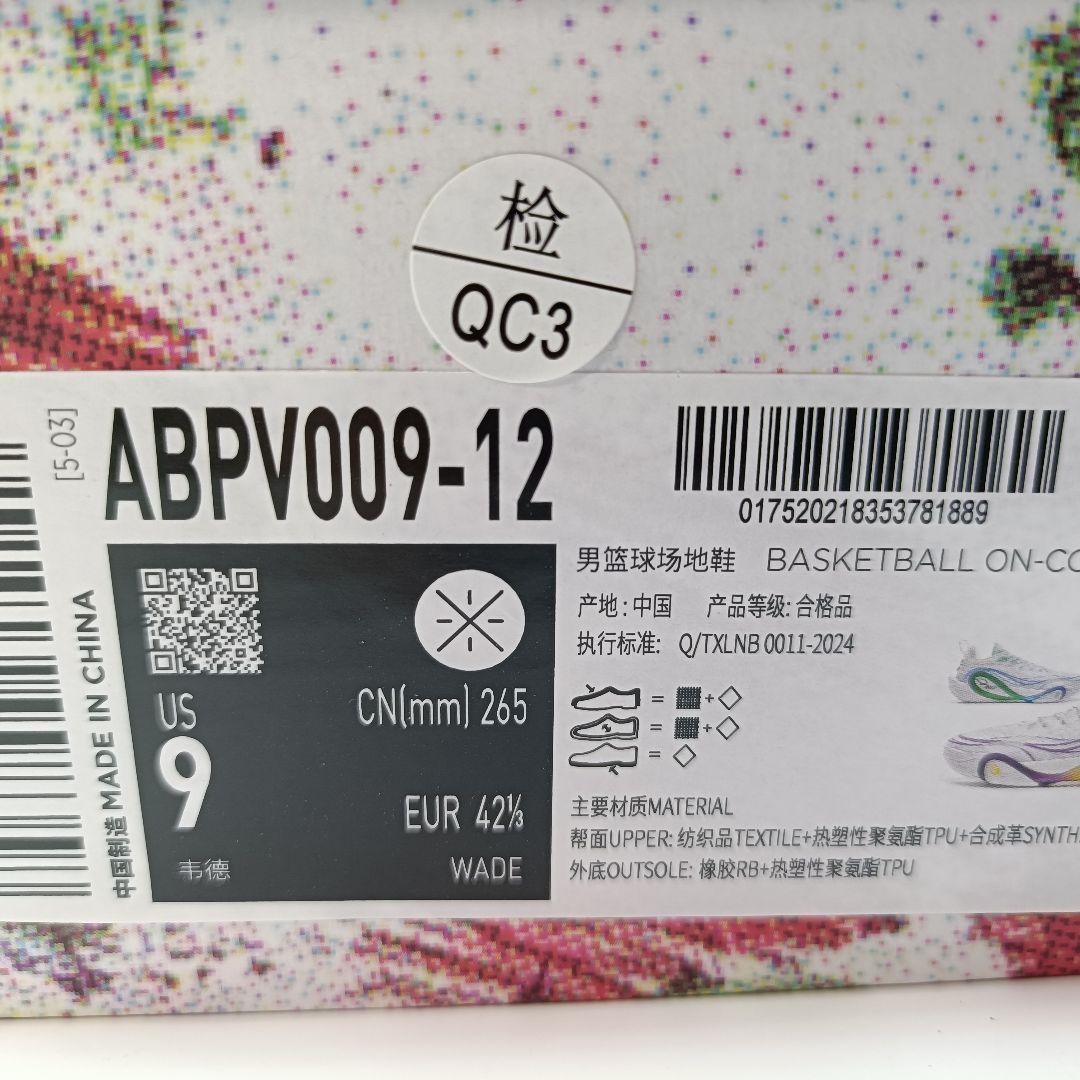 检
QC3
[5-03]
ABPV009-12
017520218353781889
中国制造 MADE IN CHINA
US
9
韦德
CN(mm) 265
EUR 42⅓
WADE
男篮球场地鞋 BASKETBALL ON-CO
产地: 中国 产品等级: 合格品
执行标准: Q/TXLNB 0011-2024
= +
= +
=
主要材质MATERIAL
帮面UPPER: 纺织品TEXTILE+热塑性聚氨酯TPU+合成革SYNTH
外底OUTSOLE: 橡胶RB+热塑性聚氨酯TPU